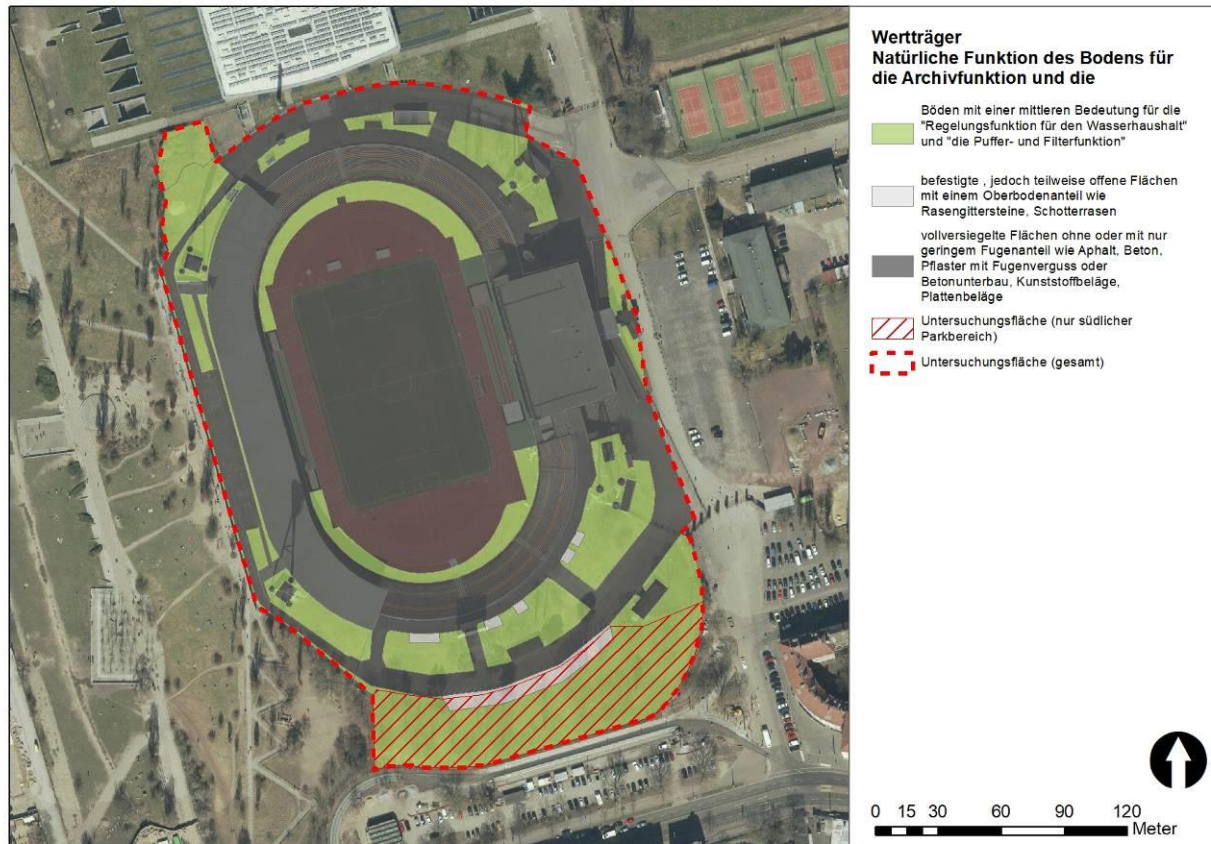 Wertträger
Natürliche Funktion des Bodens für
die Archivfunktion und die
Böden mit einer mittleren Bedeutung für die
"Regelungsfunktion für den Wasserhaushalt"
und "die Puffer- und Filterfunktion"
befestigte , jedoch teilweise offene Flächen
mit einem Oberbodenanteil wie
Rasengittersteine, Schotterrasen
vollversiegelte Flächen ohne oder mit nur
geringem Fugenanteil wie Aphalt, Beton,
Pflaster mit Fugenverguss oder
Betonunterbau, Kunststoffbeläge,
Plattenbeläge
Untersuchungsfläche (nur südlicher
Parkbereich)
Untersuchungsfläche (gesamt)
0 15 30 60 90 120
Meter